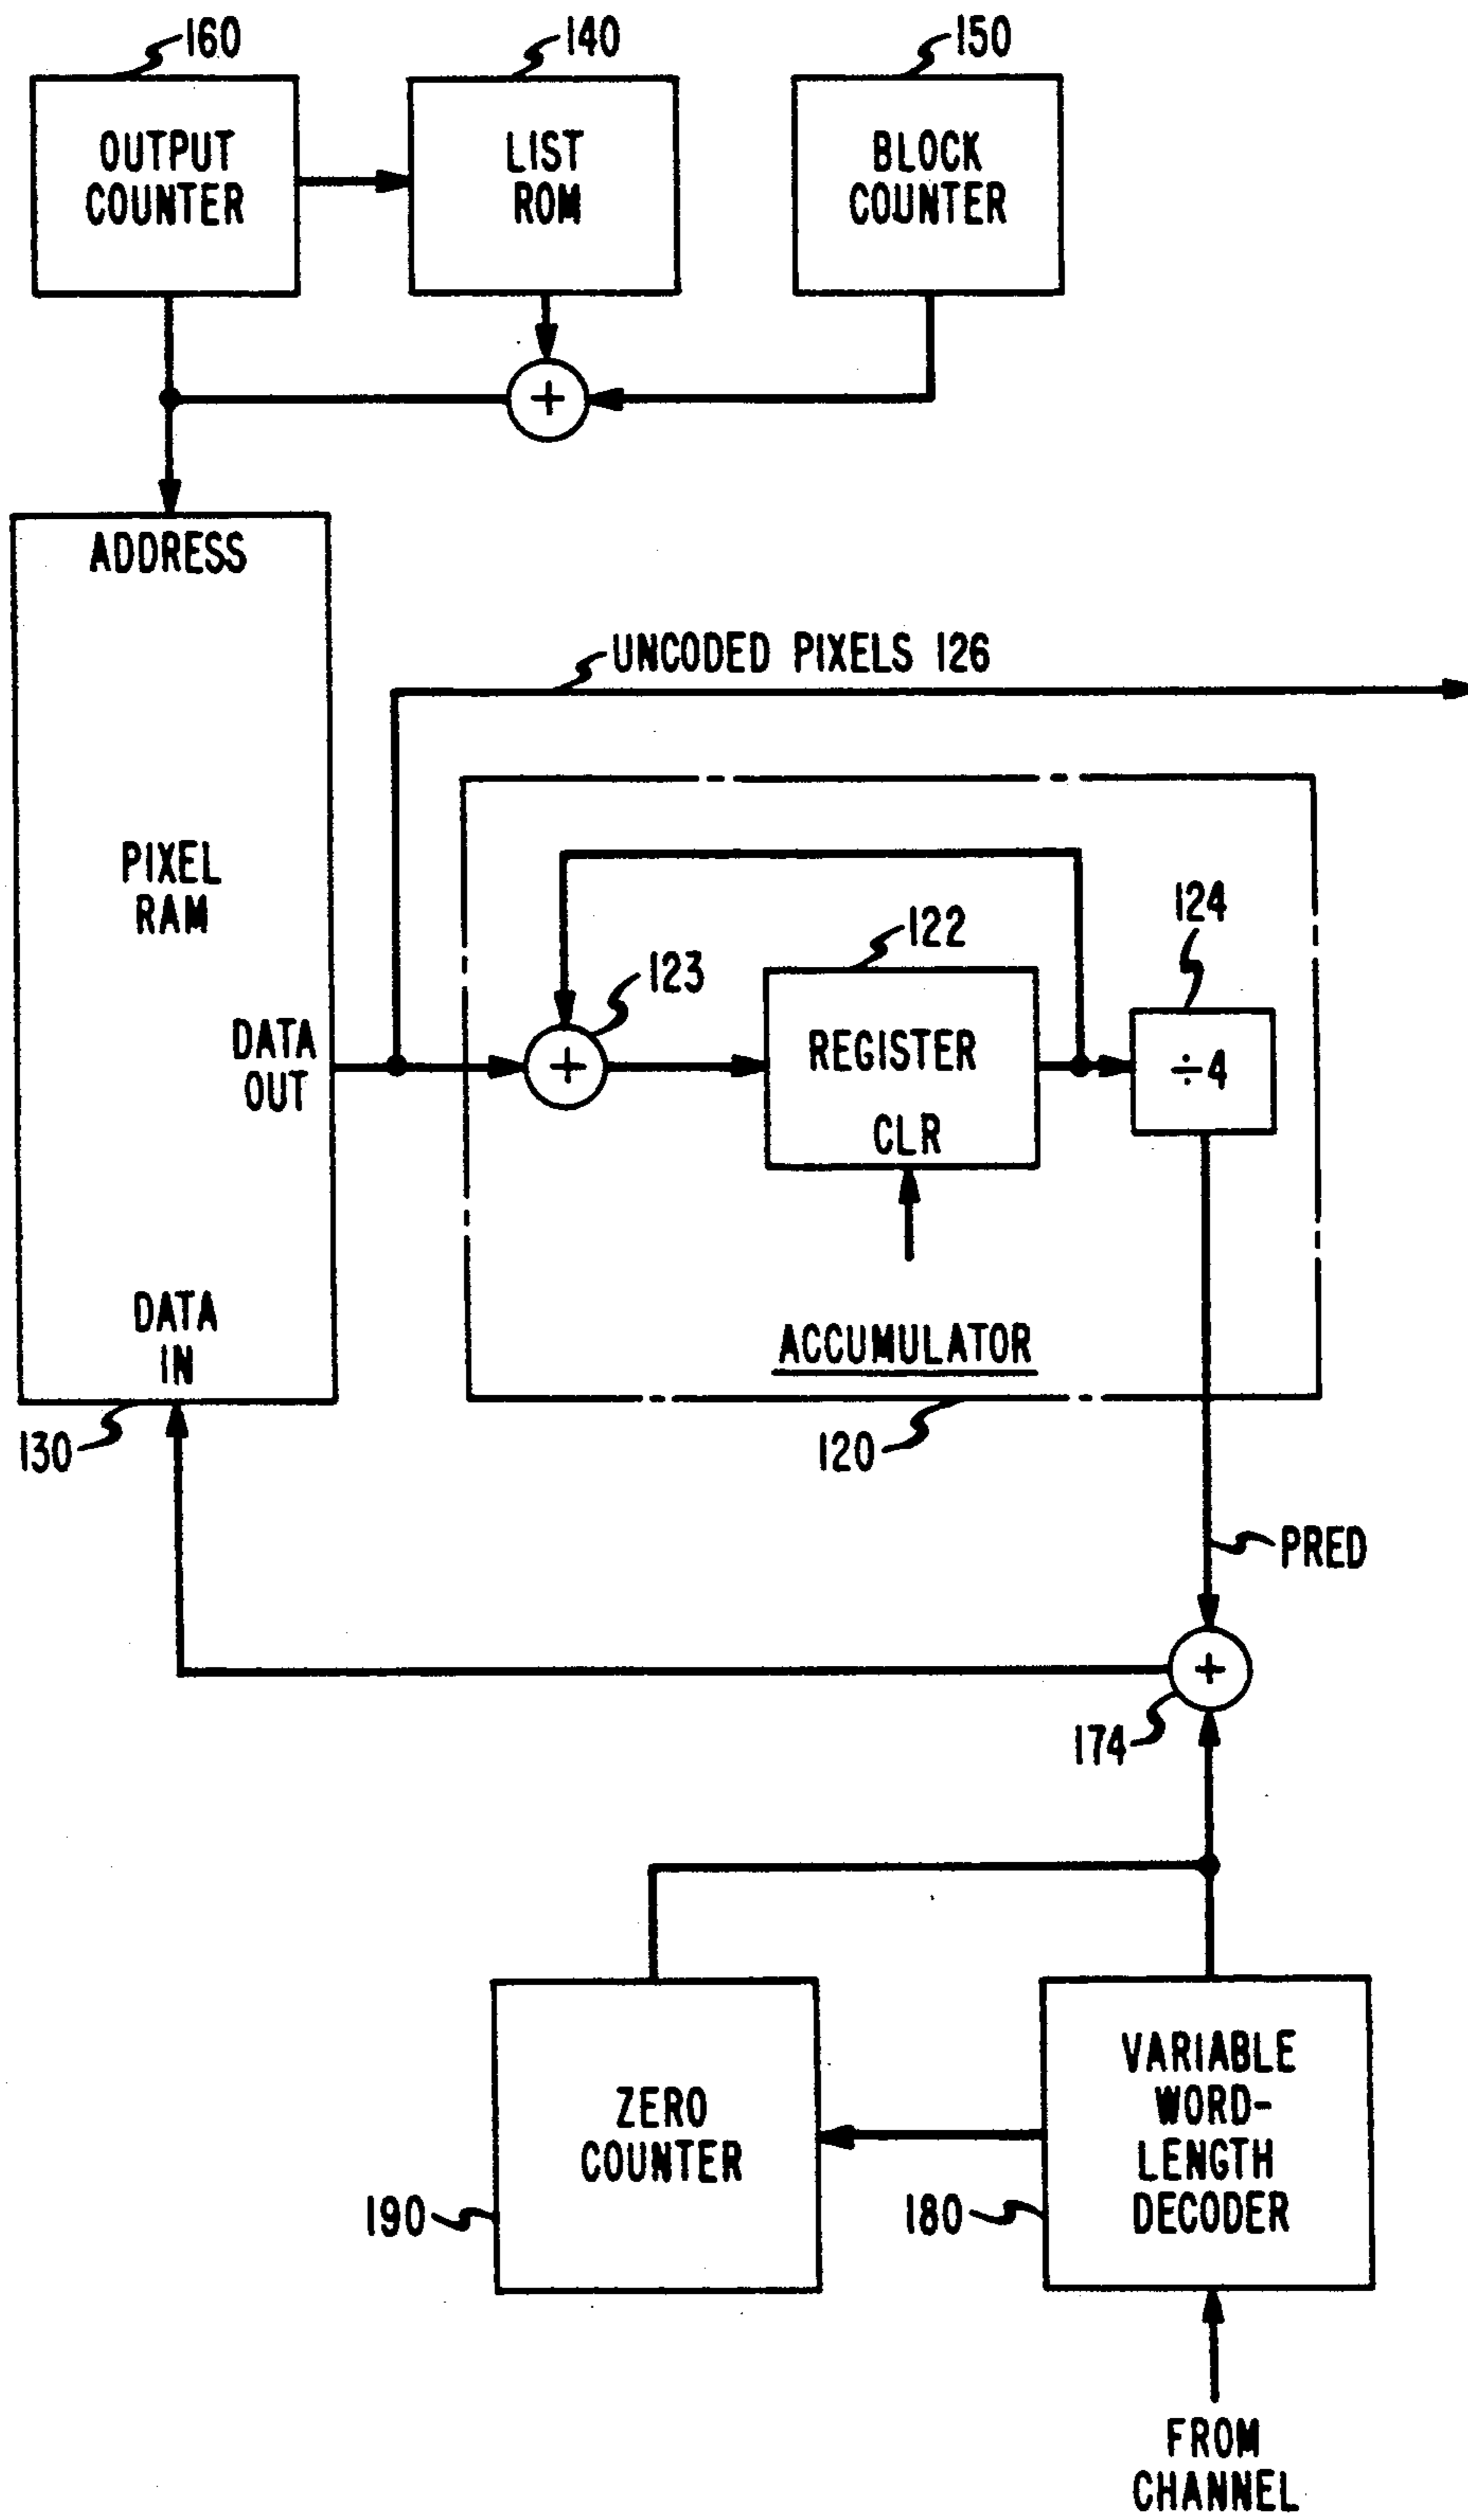 160
140
150
OUTPUT
COUNTER
LIST
ROM
BLOCK
COUNTER
+
ADDRESS
UNCODED PIXELS 126
PIXEL
RAM
124
122
123
DATA
OUT
+
REGISTER
CLR
÷4
DATA
IN
ACCUMULATOR
130
120
PRED
+
174
ZERO
COUNTER
VARIABLE
WORD-
LENGTH
DECODER
190
180
FROM
CHANNEL